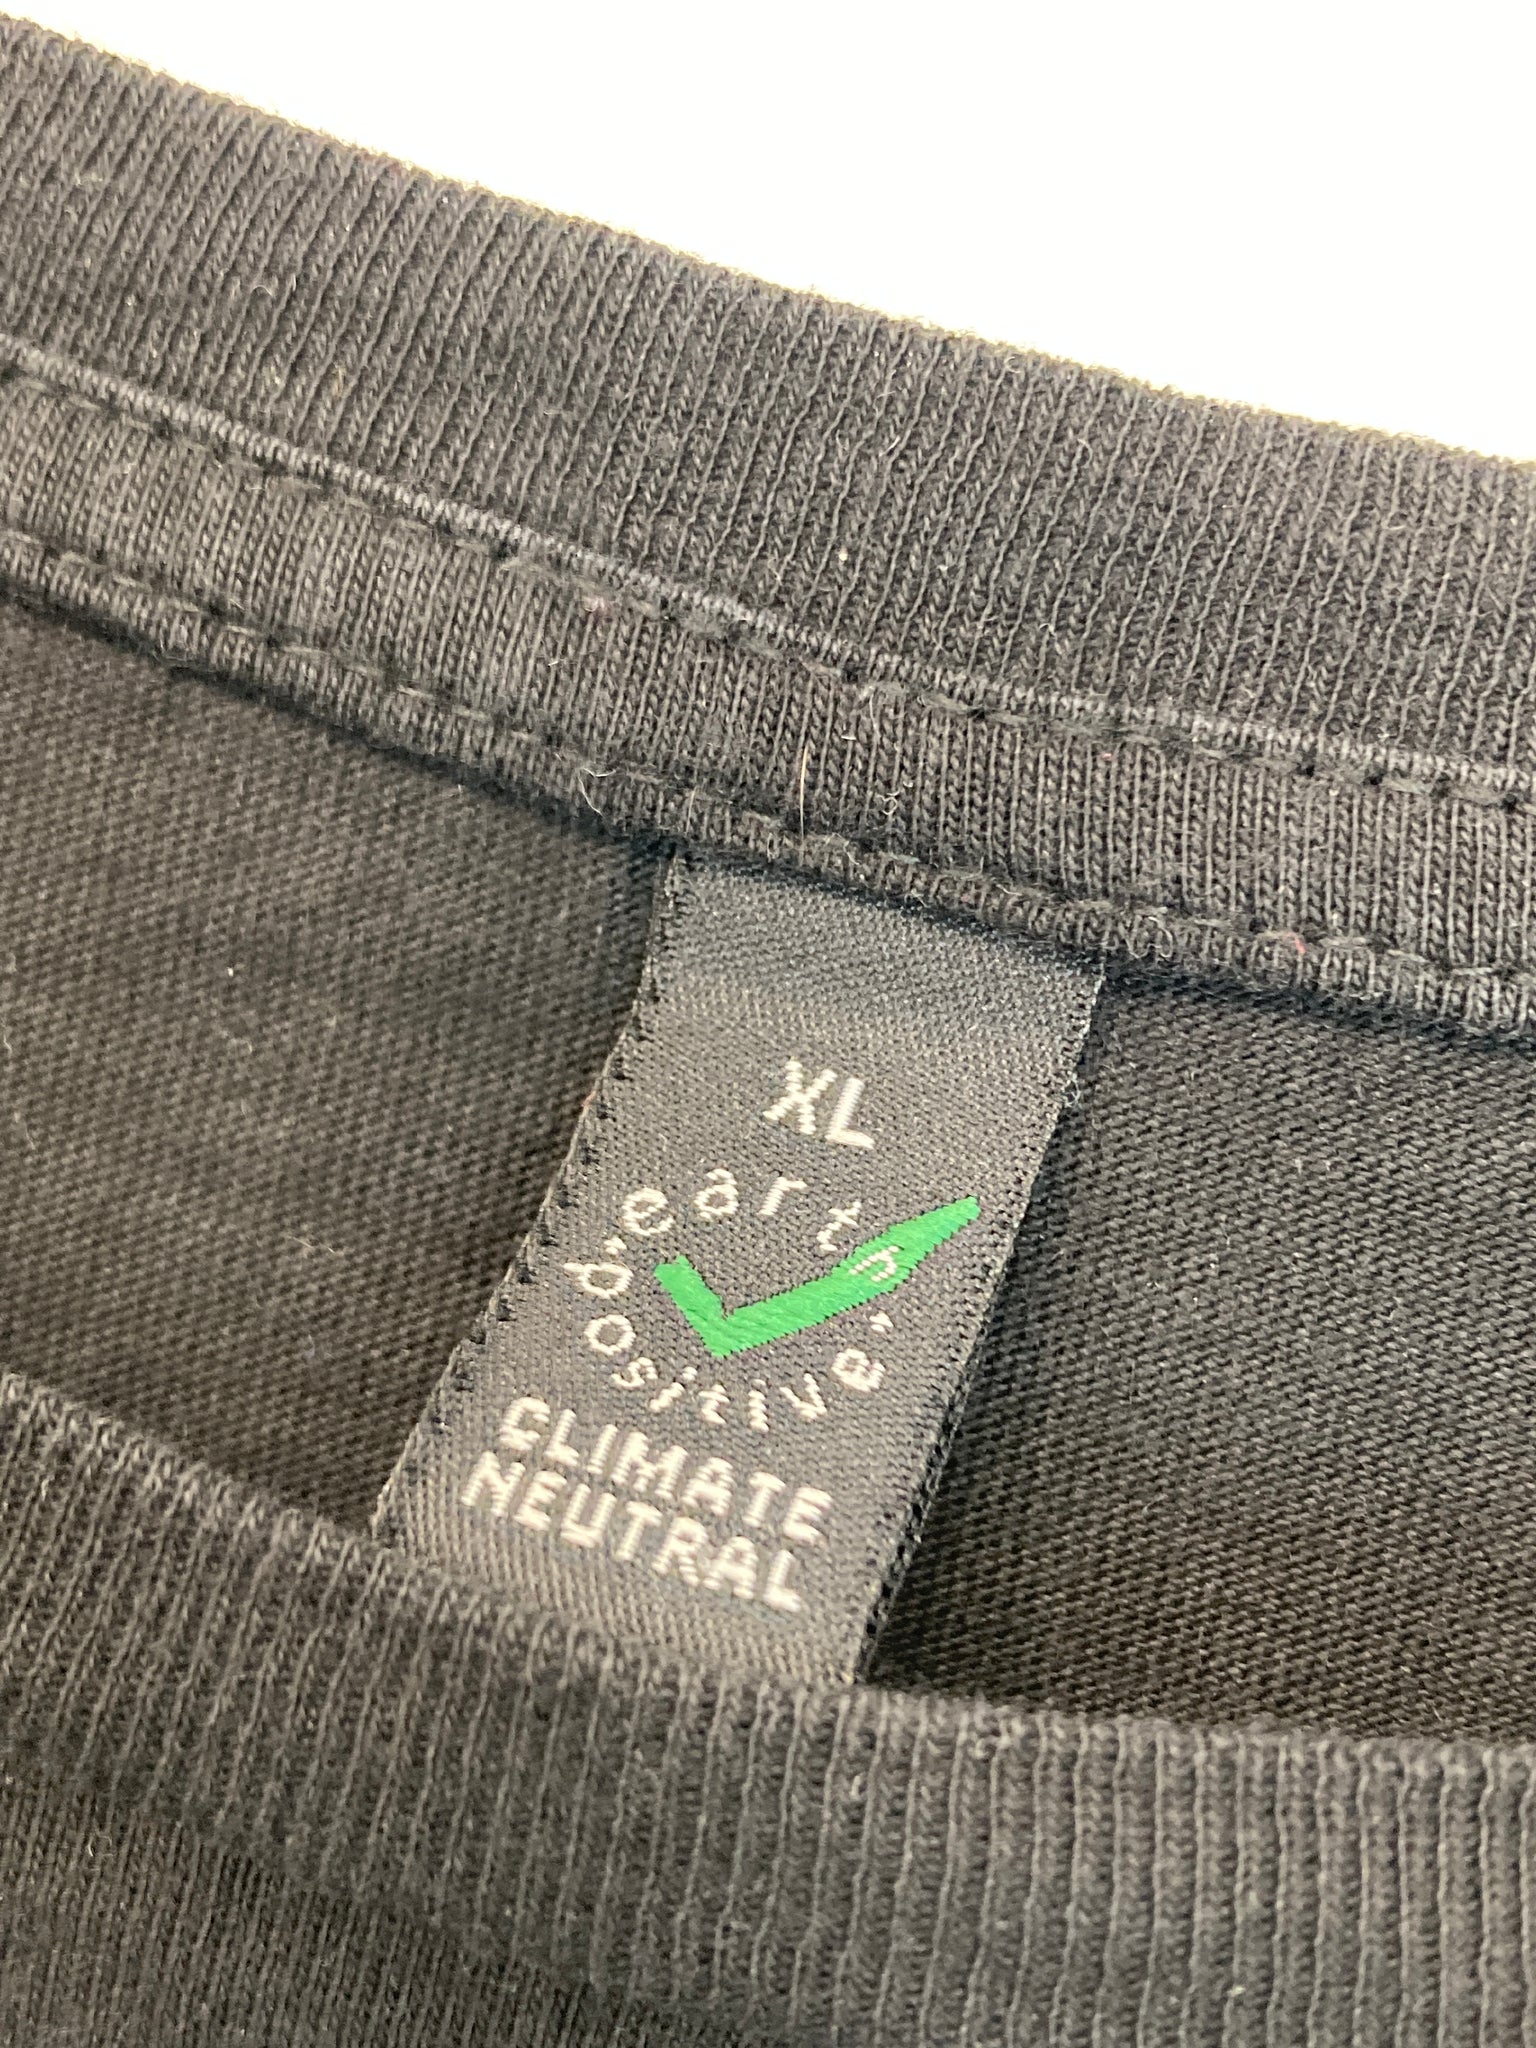 XL
earth
positive
CLIMATE
NEUTRAL